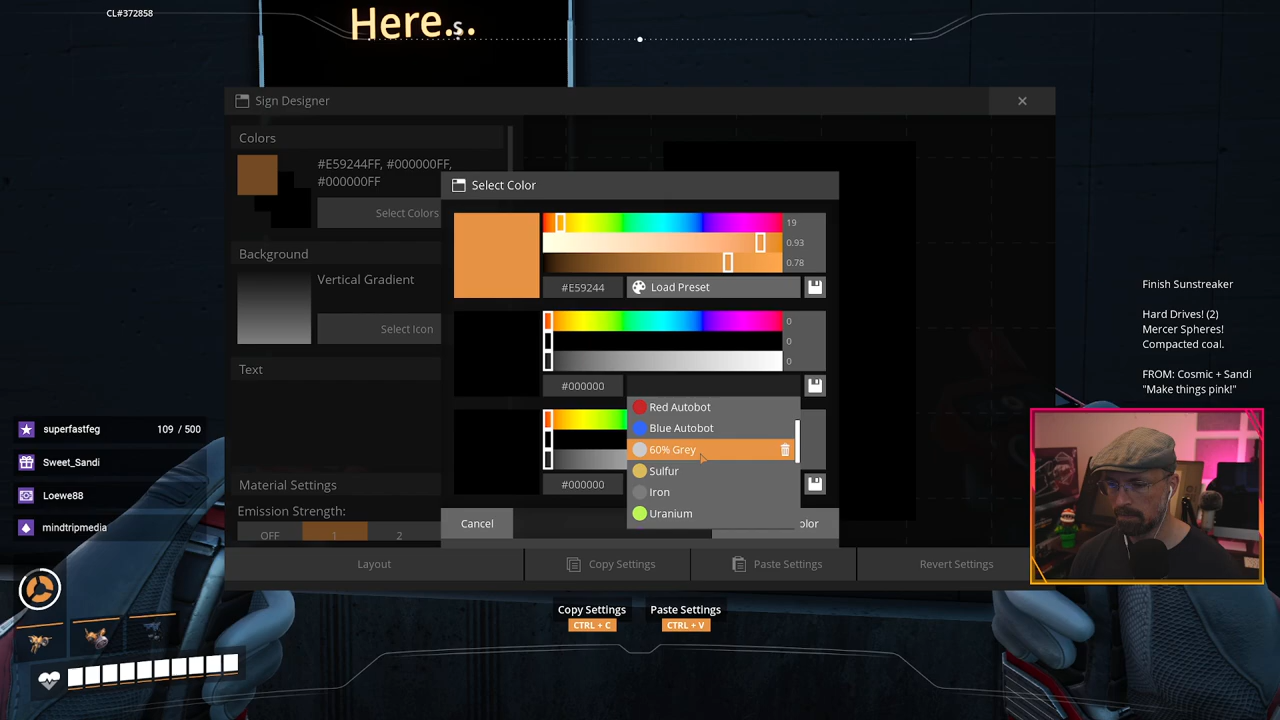 CL#372858
Here.s.
Sign Designer
Colors
#E59244FF, #000000FF,
#000000FF
Select Colors
Background
Vertical Gradient
Select Icon
Text
Material Settings
Emission Strength:
OFF
1
2
Layout
Copy Settings
Paste Settings
Revert Settings
Select Color
19
0.93
0.78
#E59244
Load Preset
0
0
0
#000000
Red Autobot
Blue Autobot
60% Grey
Sulfur
Iron
Uranium
#000000
Cancel
olor
Copy Settings
CTRL + C
Paste Settings
CTRL + V
Finish Sunstreaker
Hard Drives! (2)
Mercer Spheres!
Compacted coal.
FROM: Cosmic + Sandi
"Make things pink!"
superfastfeg 109 / 500
Sweet_Sandi
Loewe88
mindtripmedia